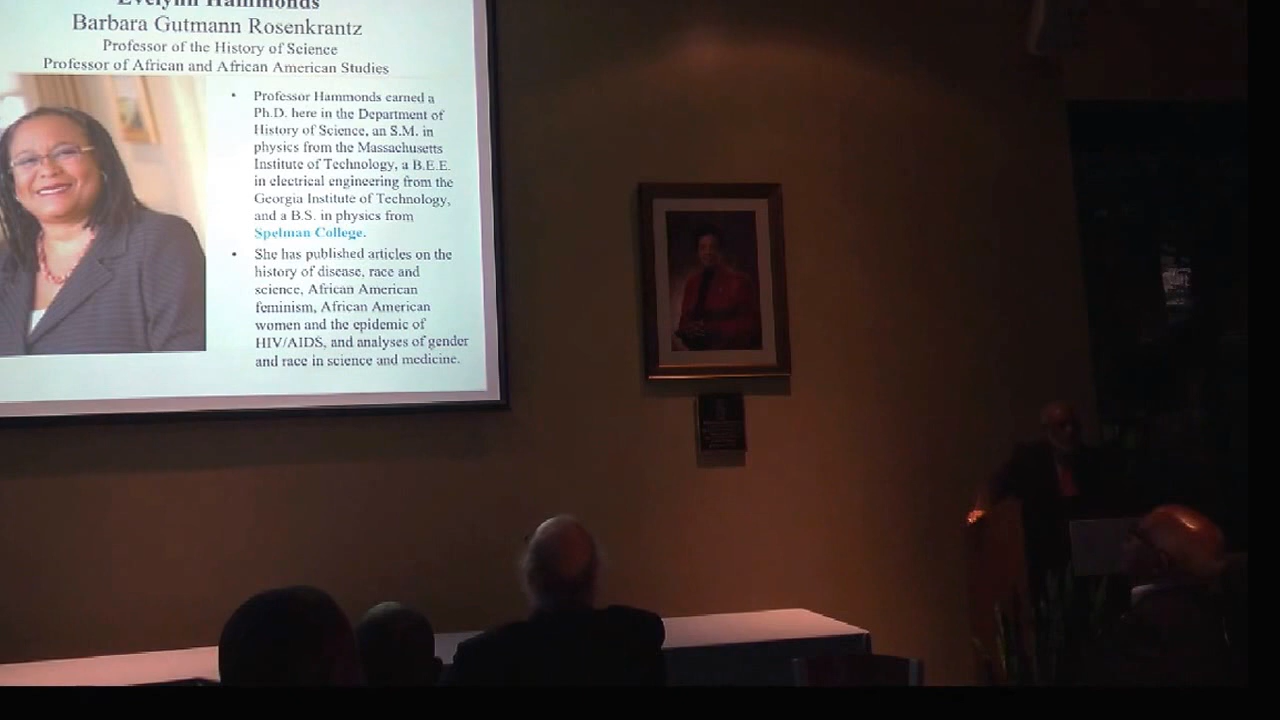 Evelynn Hammonds
Barbara Gutmann Rosenkrantz
Professor of the History of Science
Professor of African and African American Studies
• Professor Hammonds earned a
Ph.D. here in the Department of
History of Science, an S.M. in
physics from the Massachusetts
Institute of Technology, a B.E.E.
in electrical engineering from the
Georgia Institute of Technology,
and a B.S. in physics from
Spelman College.
• She has published articles on the
history of disease, race and
science, African American
feminism, African American
women and the epidemic of
HIV/AIDS, and analyses of gender
and race in science and medicine.